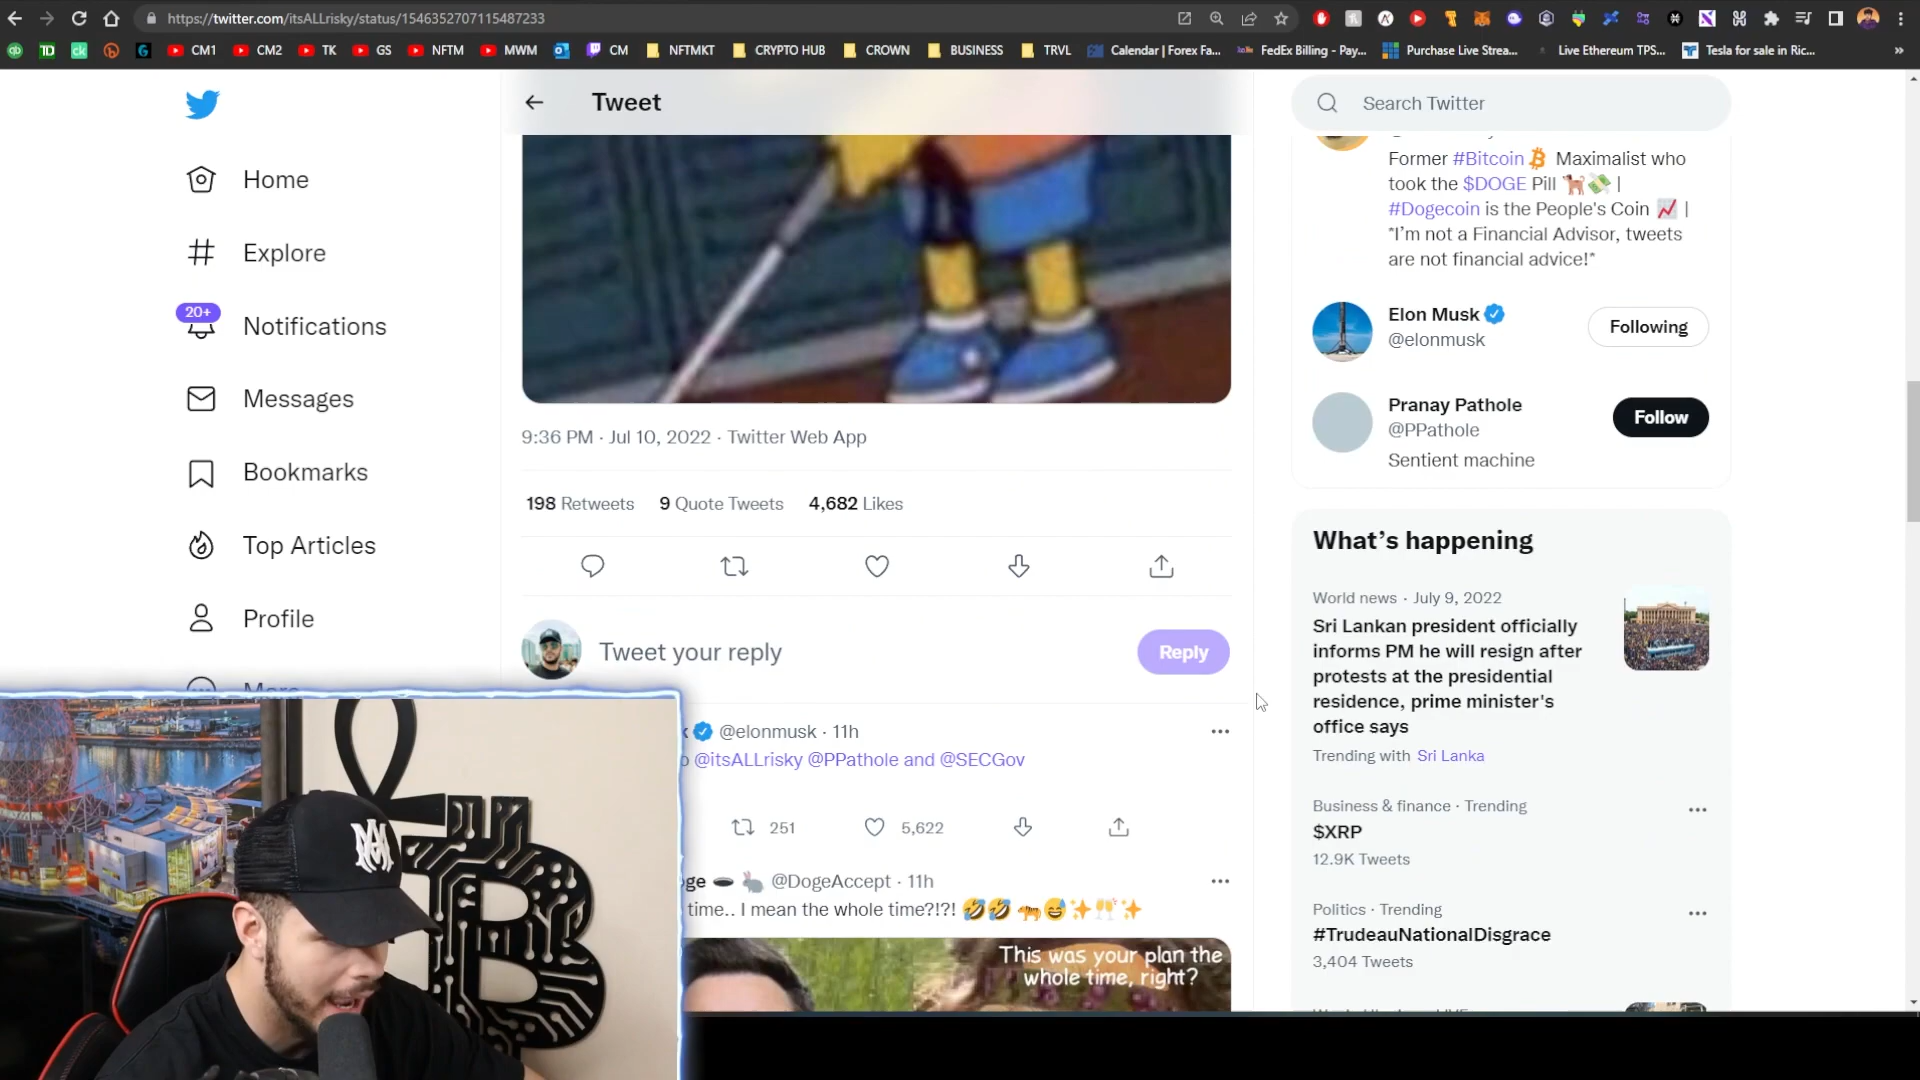 https://twitter.com/itsALLrisky/status/1546352707115487233
TD ck CM1 CM2 TK GS NFTM MWM CM NFTMKT CRYPTO HUB CROWN BUSINESS TRVL Calendar | Forex Fa... FedEx Billing - Pay... Purchase Live Strea... Live Ethereum TPS... Tesla for sale in Ric... »
Home
Explore
20+
Notifications
Messages
Bookmarks
Top Articles
Profile
Tweet
9:36 PM · Jul 10, 2022 · Twitter Web App
198 Retweets 9 Quote Tweets 4,682 Likes
Tweet your reply
Reply
@elonmusk · 11h
@itsALLrisky @PPathole and @SECGov
251 5,622
@DogeAccept · 11h
time.. I mean the whole time?!?! 🤣🤣 🐅😅✨🥂✨
This was your plan the
whole time, right?
Search Twitter
Former #Bitcoin Maximalist who
took the $DOGE Pill 🐕💸 |
#Dogecoin is the People's Coin 📈 |
*I'm not a Financial Advisor, tweets
are not financial advice!*
Elon Musk
@elonmusk
Following
Pranay Pathole
@PPathole
Sentient machine
Follow
What's happening
World news · July 9, 2022
Sri Lankan president officially
informs PM he will resign after
protests at the presidential
residence, prime minister's
office says
Trending with Sri Lanka
Business & finance · Trending
$XRP
12.9K Tweets
Politics · Trending
#TrudeauNationalDisgrace
3,404 Tweets